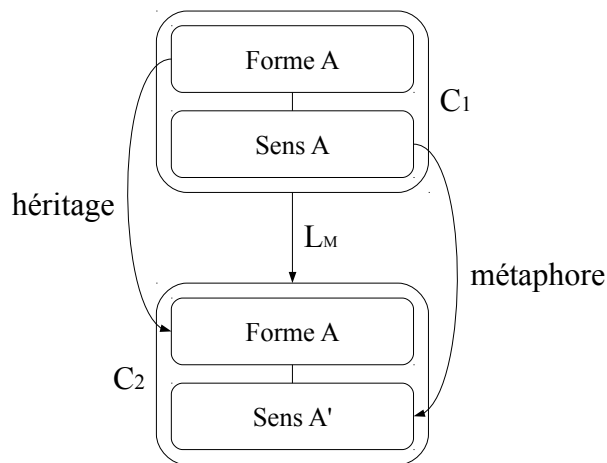 Forme A
C1
Sens A
héritage
LM
métaphore
Forme A
C2
Sens A'